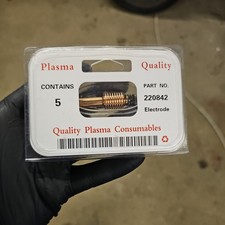 Plasma Quality
CONTAINS PART NO.
5 220842
Electrode
Quality Plasma Consumables